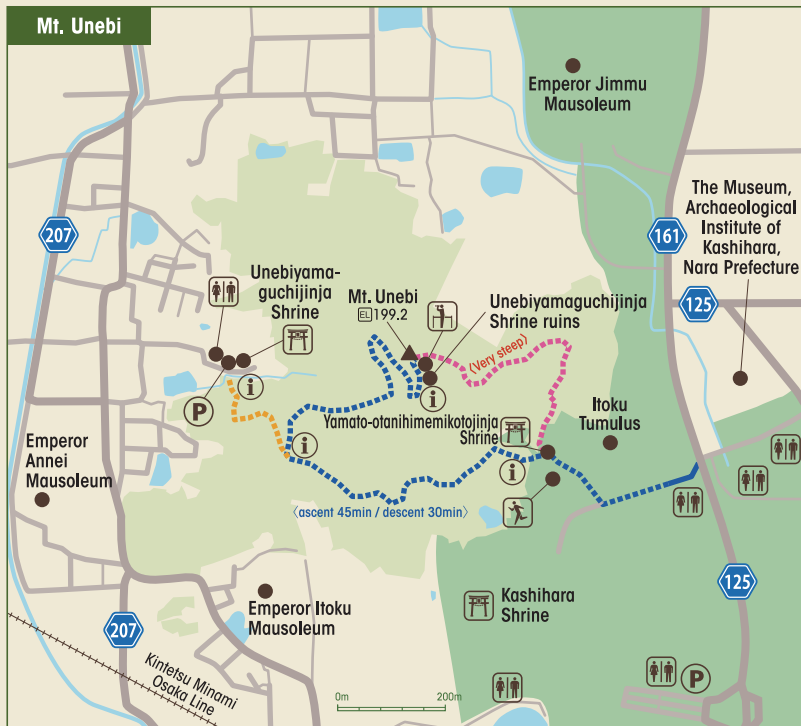 Mt. Unebi
Emperor Jimmu
Mausoleum
The Museum,
Archaeological
Institute of
Kashihara,
Nara Prefecture
207
161
125
Unebiyama-
guchijinja
Shrine
Mt. Unebi
EL 199.2
Unebiyamaguchijinja
Shrine ruins
〈Very steep〉
P
i
i
i
Yamato-otanihimemikotojinja
Shrine
i
Itoku
Tumulus
Emperor
Annei
Mausoleum
〈ascent 45min / descent 30min〉
125
Emperor Itoku
Mausoleum
Kashihara
Shrine
207
Kintetsu Minami
Osaka Line
P
0m
200m